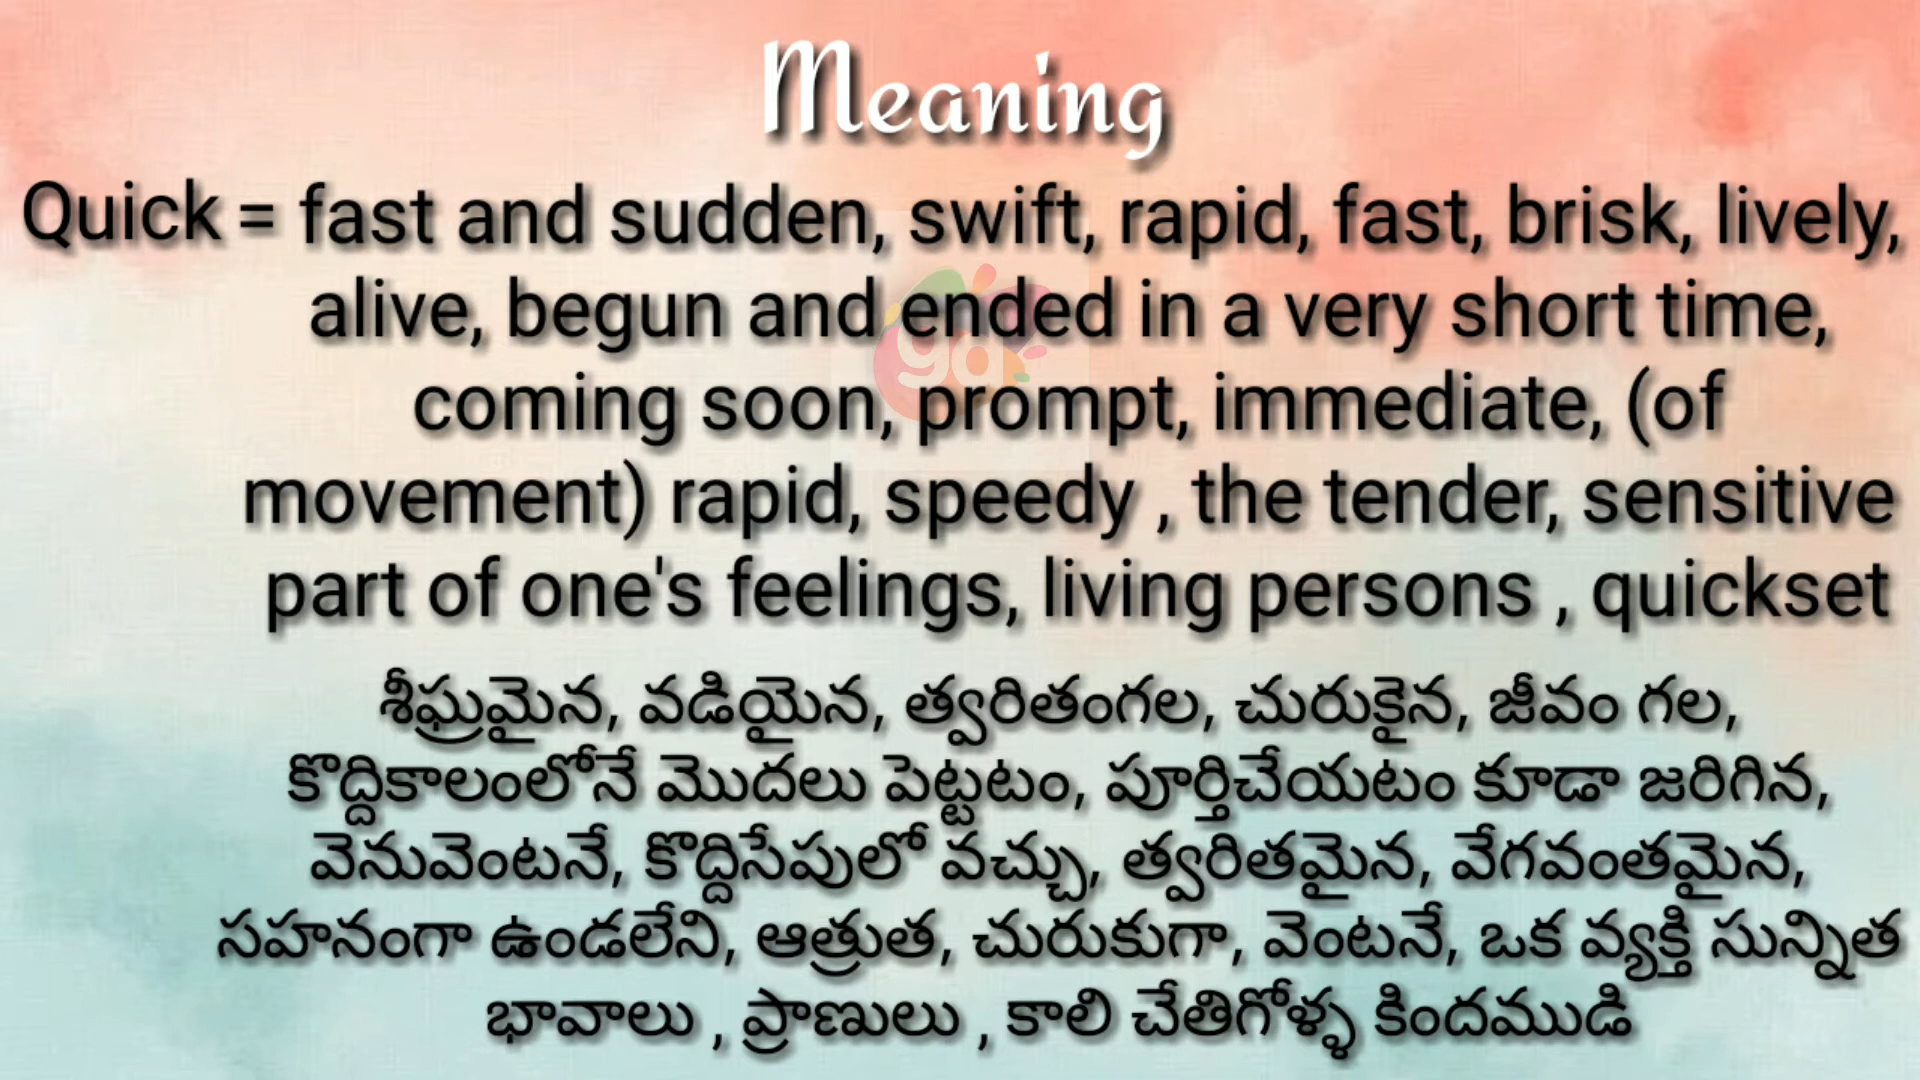 Meaning
Quick = fast and sudden, swift, rapid, fast, brisk, lively,
alive, begun and ended in a very short time,
coming soon, prompt, immediate, (of
movement) rapid, speedy , the tender, sensitive
part of one's feelings, living persons , quickset
శీఘ్రమైన, వడియైన, త్వరితంగల, చురుకైన, జీవం గల,
కొద్దికాలంలోనే మొదలు పెట్టటం, పూర్తిచేయటం కూడా జరిగిన,
వెనువెంటనే, కొద్దిసేపులో వచ్చు, త్వరితమైన, వేగవంతమైన,
సహనంగా ఉండలేని, ఆత్రుత, చురుకుగా, వెంటనే, ఒక వ్యక్తి సున్నిత
భావాలు , ప్రాణులు , కాలి చేతిగోళ్ళ కిందముడి